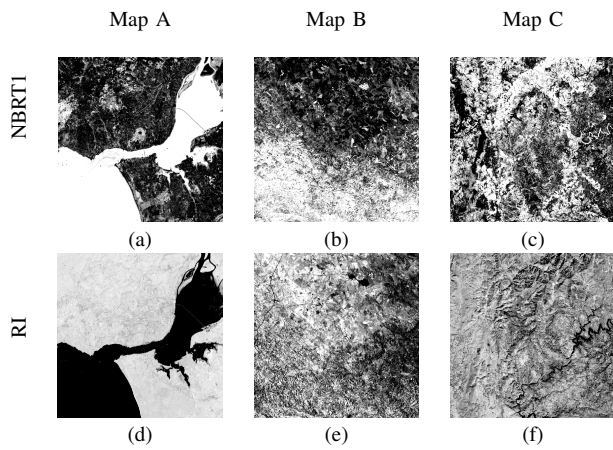 Map A Map B Map C
NBRT1
(a) (b) (c)
RI
(d) (e) (f)